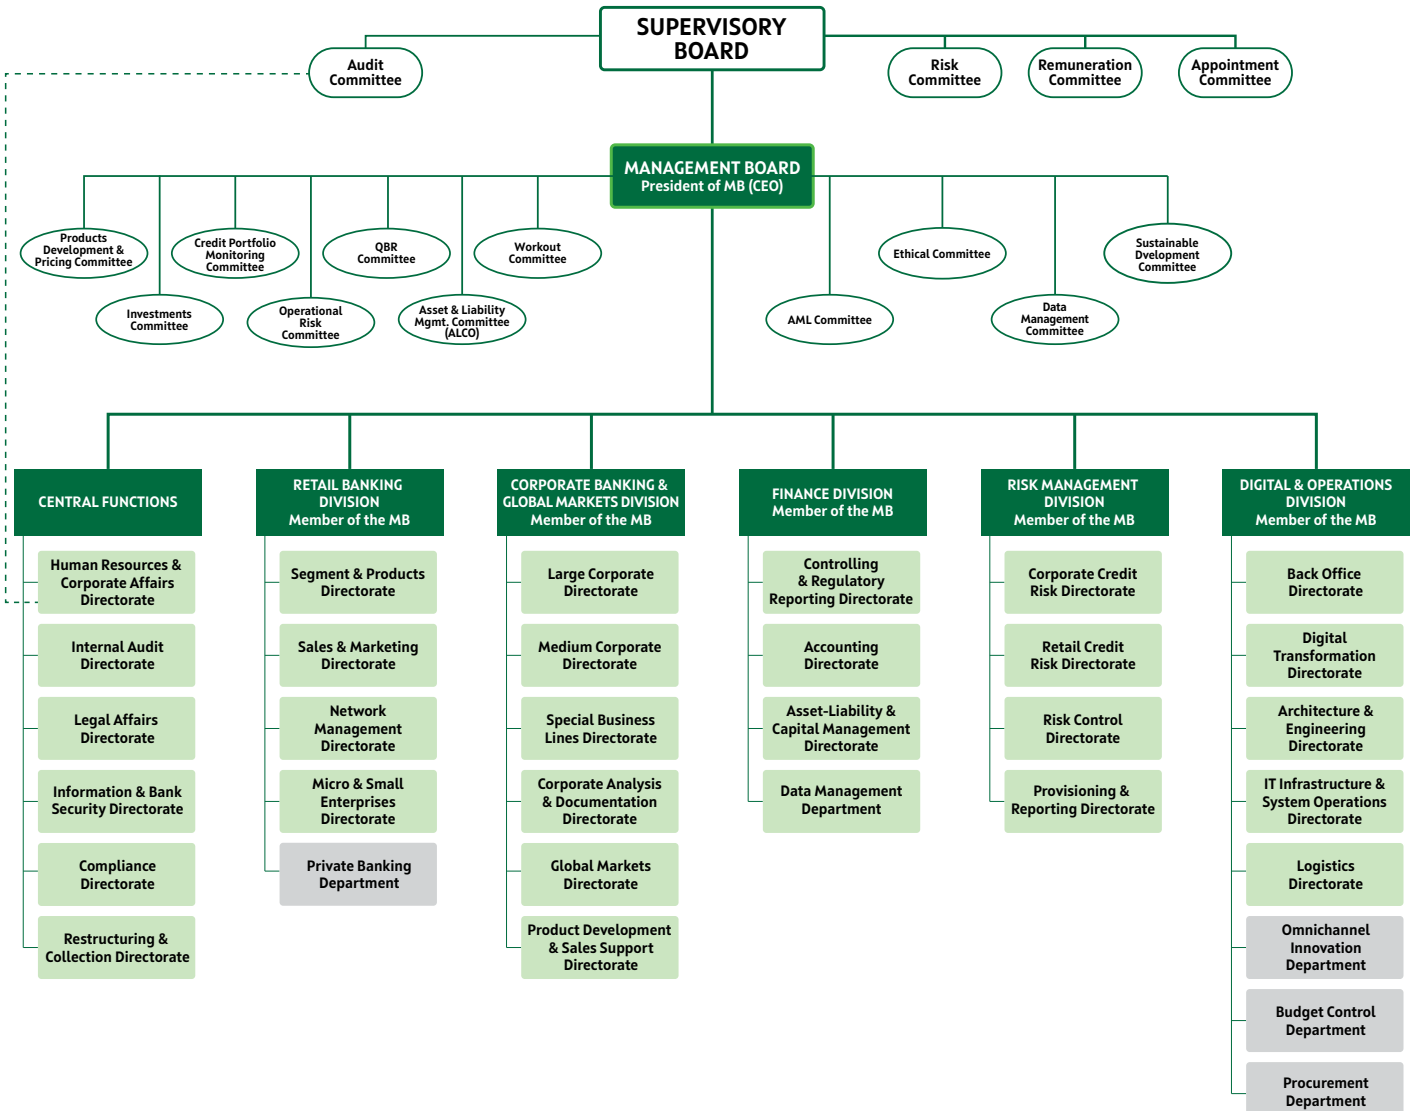 SUPERVISORY
BOARD
Audit
Committee
Risk
Committee
Remuneration
Committee
Appointment
Committee
MANAGEMENT BOARD
President of MB (CEO)
Products
Development &
Pricing Committee
Credit Portfolio
Monitoring
Committee
QBR
Committee
Workout
Committee
Ethical Committee
Sustainable
Dvelopment
Committee
Investments
Committee
Operational
Risk
Committee
Asset & Liability
Mgmt. Committee
(ALCO)
AML Committee
Data
Management
Committee
CENTRAL FUNCTIONS
Human Resources &
Corporate Affairs
Directorate
Internal Audit
Directorate
Legal Affairs
Directorate
Information & Bank
Security Directorate
Compliance
Directorate
Restructuring &
Collection Directorate
RETAIL BANKING
DIVISION
Member of the MB
Segment & Products
Directorate
Sales & Marketing
Directorate
Network
Management
Directorate
Micro & Small
Enterprises
Directorate
Private Banking
Department
CORPORATE BANKING &
GLOBAL MARKETS DIVISION
Member of the MB
Large Corporate
Directorate
Medium Corporate
Directorate
Special Business
Lines Directorate
Corporate Analysis
& Documentation
Directorate
Global Markets
Directorate
Product Development
& Sales Support
Directorate
FINANCE DIVISION
Member of the MB
Controlling
& Regulatory
Reporting Directorate
Accounting
Directorate
Asset-Liability &
Capital Management
Directorate
Data Management
Department
RISK MANAGEMENT
DIVISION
Member of the MB
Corporate Credit
Risk Directorate
Retail Credit
Risk Directorate
Risk Control
Directorate
Provisioning &
Reporting Directorate
DIGITAL & OPERATIONS
DIVISION
Member of the MB
Back Office
Directorate
Digital
Transformation
Directorate
Architecture &
Engineering
Directorate
IT Infrastructure &
System Operations
Directorate
Logistics
Directorate
Omnichannel
Innovation
Department
Budget Control
Department
Procurement
Department